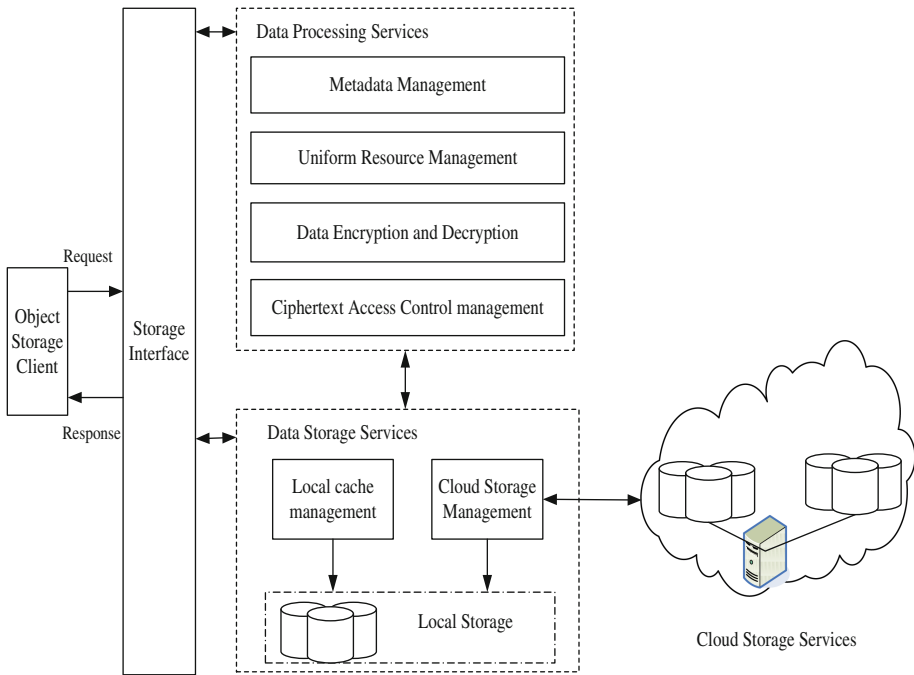 Data Processing Services
Metadata Management
Uniform Resource Management
Data Encryption and Decryption
Ciphertext Access Control management
Request
Object
Storage
Client
Response
Storage
Interface
Data Storage Services
Local cache
management
Cloud Storage
Management
Local Storage
Cloud Storage Services